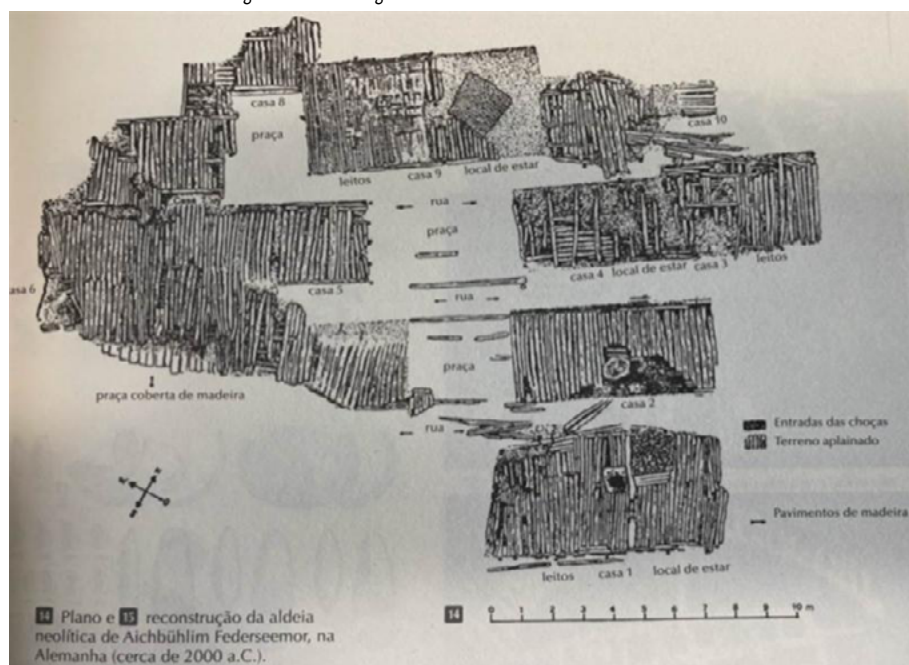 casa 8
praça
casa 10
leitos casa 9 local de estar
rua
praça
casa 4 local de estar casa 3 leitos
asa 6
casa 5
rua
praça
praça coberta de madeira
casa 2
rua
Entradas das choças
Terreno aplainado
Pavimentos de madeira
leitos casa 1 local de estar
14 Plano e 15 reconstrução da aldeia
neolítica de Aichbühlim Federseemor, na
Alemanha (cerca de 2000 a.C.).
14 0 1 2 3 4 5 6 7 8 9 10 m